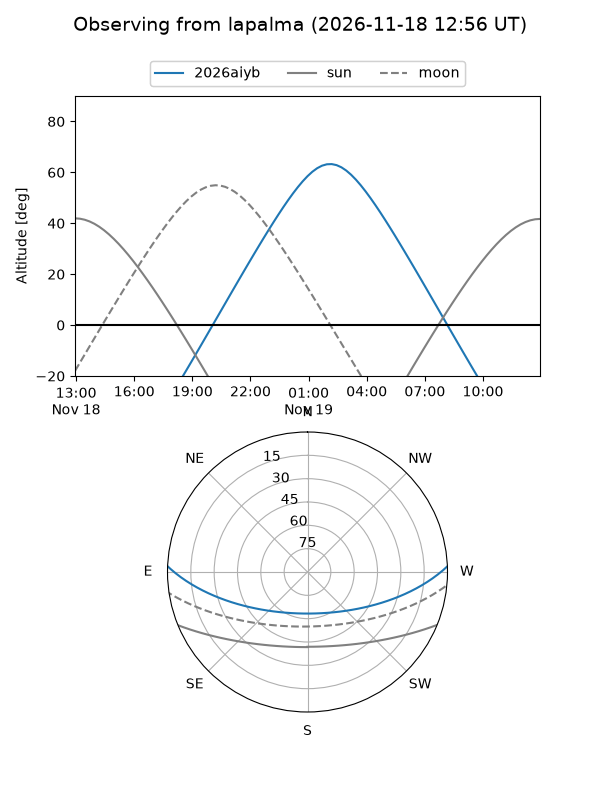 Observing from lapalma (2026-11-18 12:56 UT)
2026aiyb sun moon
Altitude [deg]
80
60
40
20
0
−20
13:00 16:00 19:00 22:00 01:00 04:00 07:00 10:00
Nov 18 Nov 19
N
NE NW
15
30
45
60
75
E W
SE SW
S